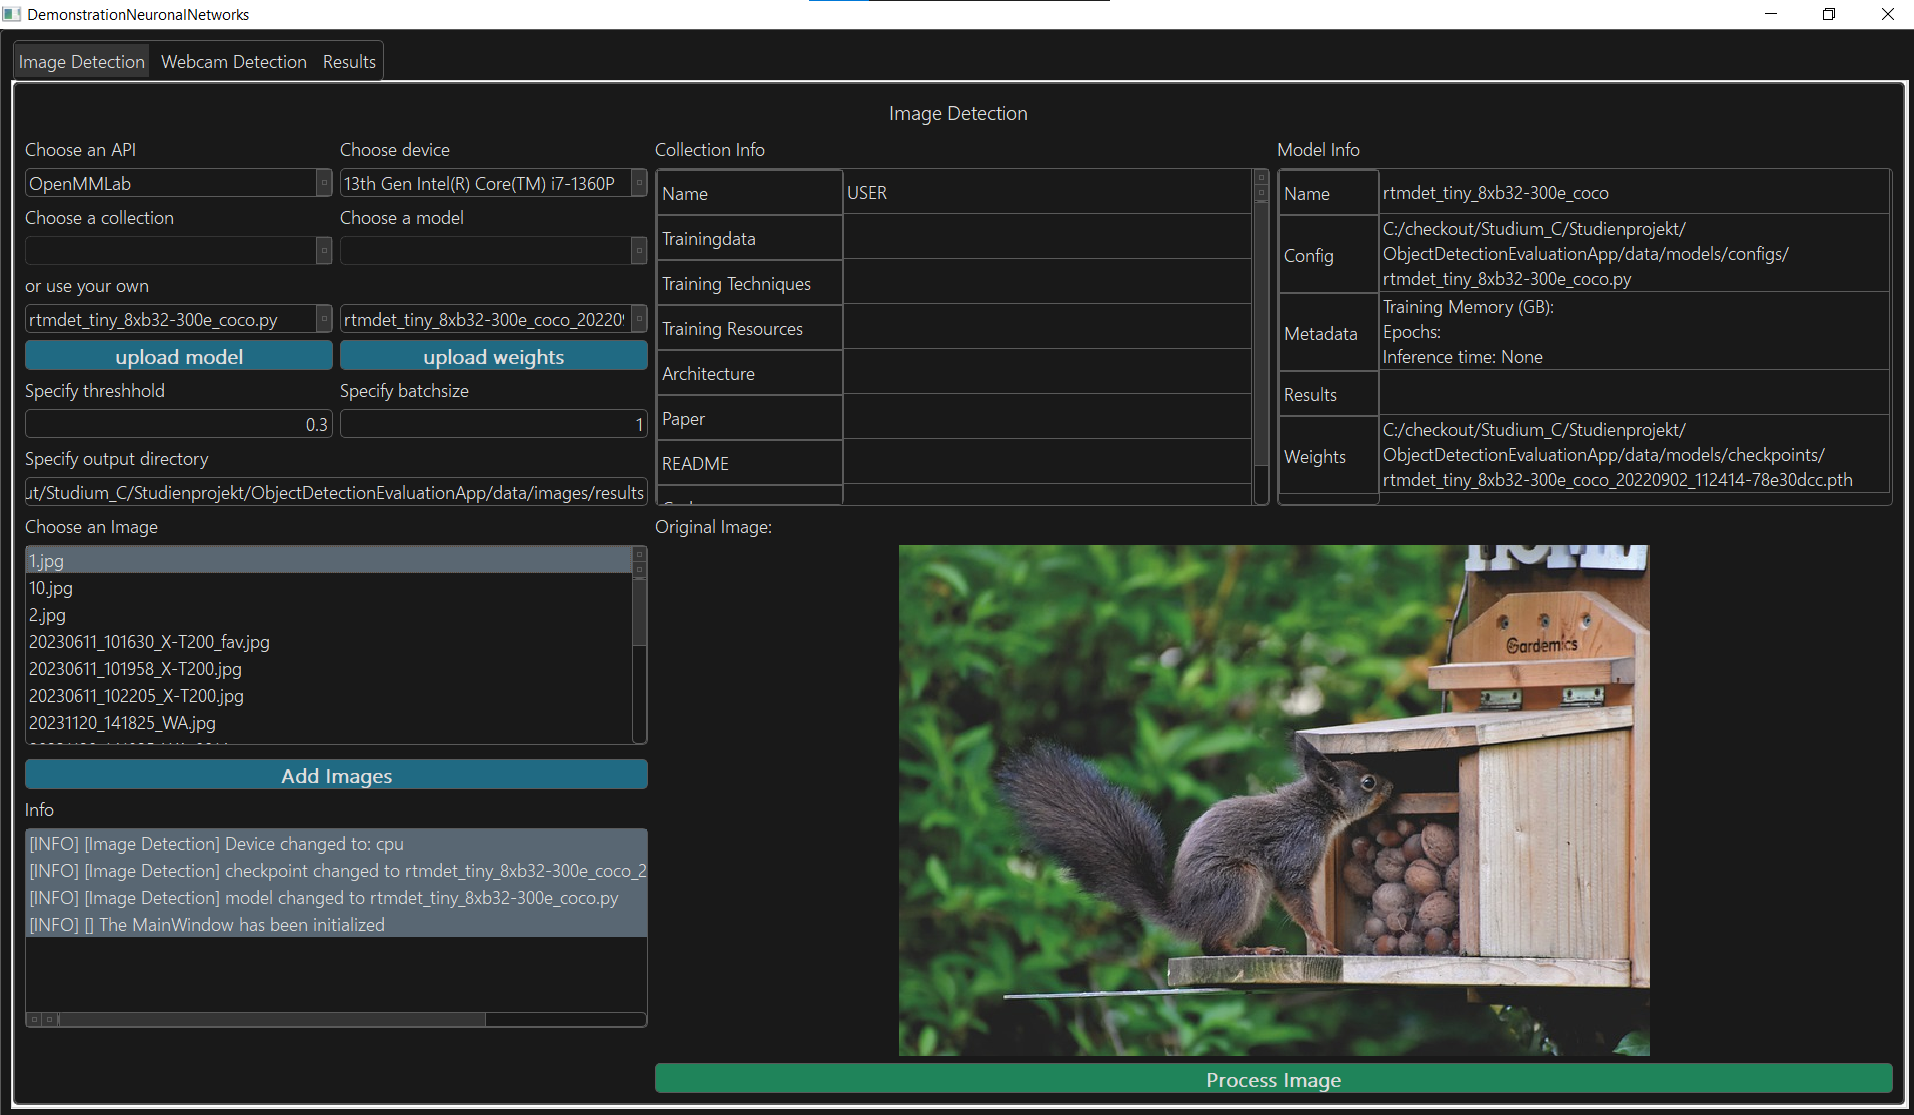 DemonstrationNeuronalNetworks
Image Detection Webcam Detection Results
Image Detection
Choose an API
Choose device
OpenMMLab
13th Gen Intel(R) Core(TM) i7-1360P
Choose a collection
Choose a model
or use your own
rtmdet_tiny_8xb32-300e_coco.py
rtmdet_tiny_8xb32-300e_coco_20220
upload model
upload weights
Specify threshhold
Specify batchsize
0.3
1
Specify output directory
ut/Studium_C/Studienprojekt/ObjectDetectionEvaluationApp/data/images/results
Choose an Image
1.jpg
10.jpg
2.jpg
20230611_101630_X-T200_fav.jpg
20230611_101958_X-T200.jpg
20230611_102205_X-T200.jpg
20231120_141825_WA.jpg
Add Images
Info
[INFO] [Image Detection] Device changed to: cpu
[INFO] [Image Detection] checkpoint changed to rtmdet_tiny_8xb32-300e_coco_2
[INFO] [Image Detection] model changed to rtmdet_tiny_8xb32-300e_coco.py
[INFO] [] The MainWindow has been initialized
Collection Info
Name USER
Trainingdata
Training Techniques
Training Resources
Architecture
Paper
README
Model Info
Name rtmdet_tiny_8xb32-300e_coco
Config
C:/checkout/Studium_C/Studienprojekt/
ObjectDetectionEvaluationApp/data/models/configs/
rtmdet_tiny_8xb32-300e_coco.py
Metadata
Training Memory (GB):
Epochs:
Inference time: None
Results
Weights
C:/checkout/Studium_C/Studienprojekt/
ObjectDetectionEvaluationApp/data/models/checkpoints/
rtmdet_tiny_8xb32-300e_coco_20220902_112414-78e30dcc.pth
Original Image:
HOME
Gardemics
Process Image